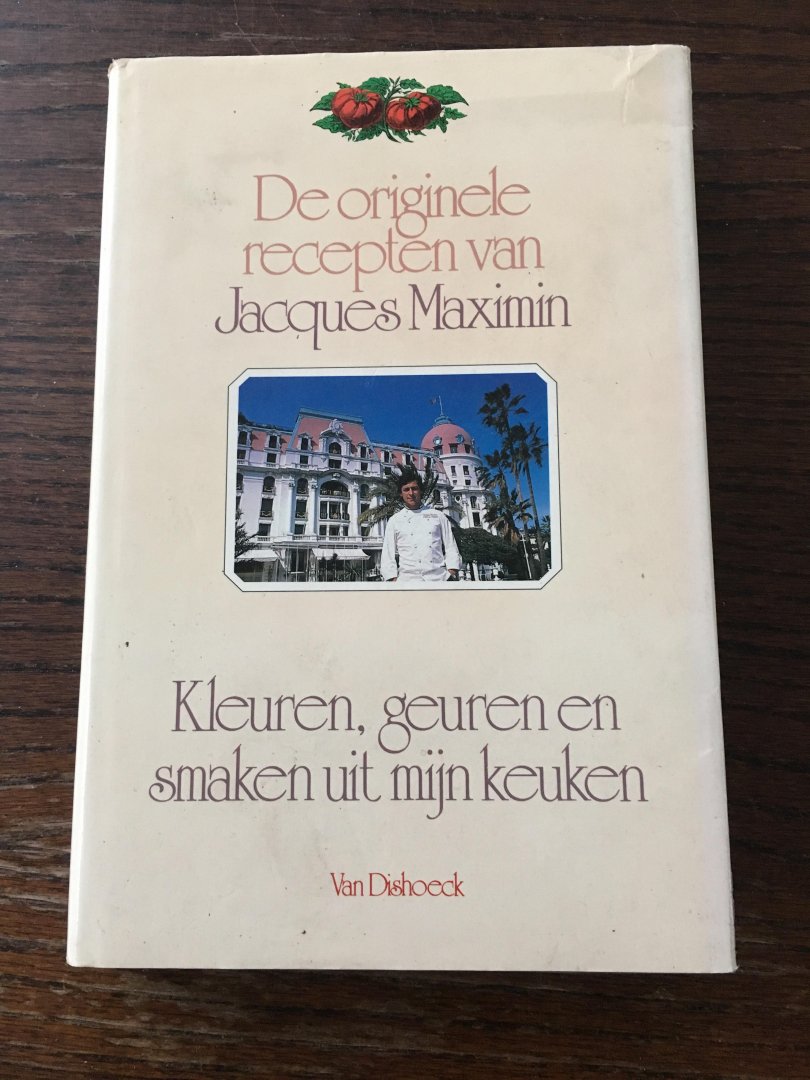 De originele
recepten van
Jacques Maximin
Kleuren, geuren en
smaken uit mijn keuken
Van Dishoeck